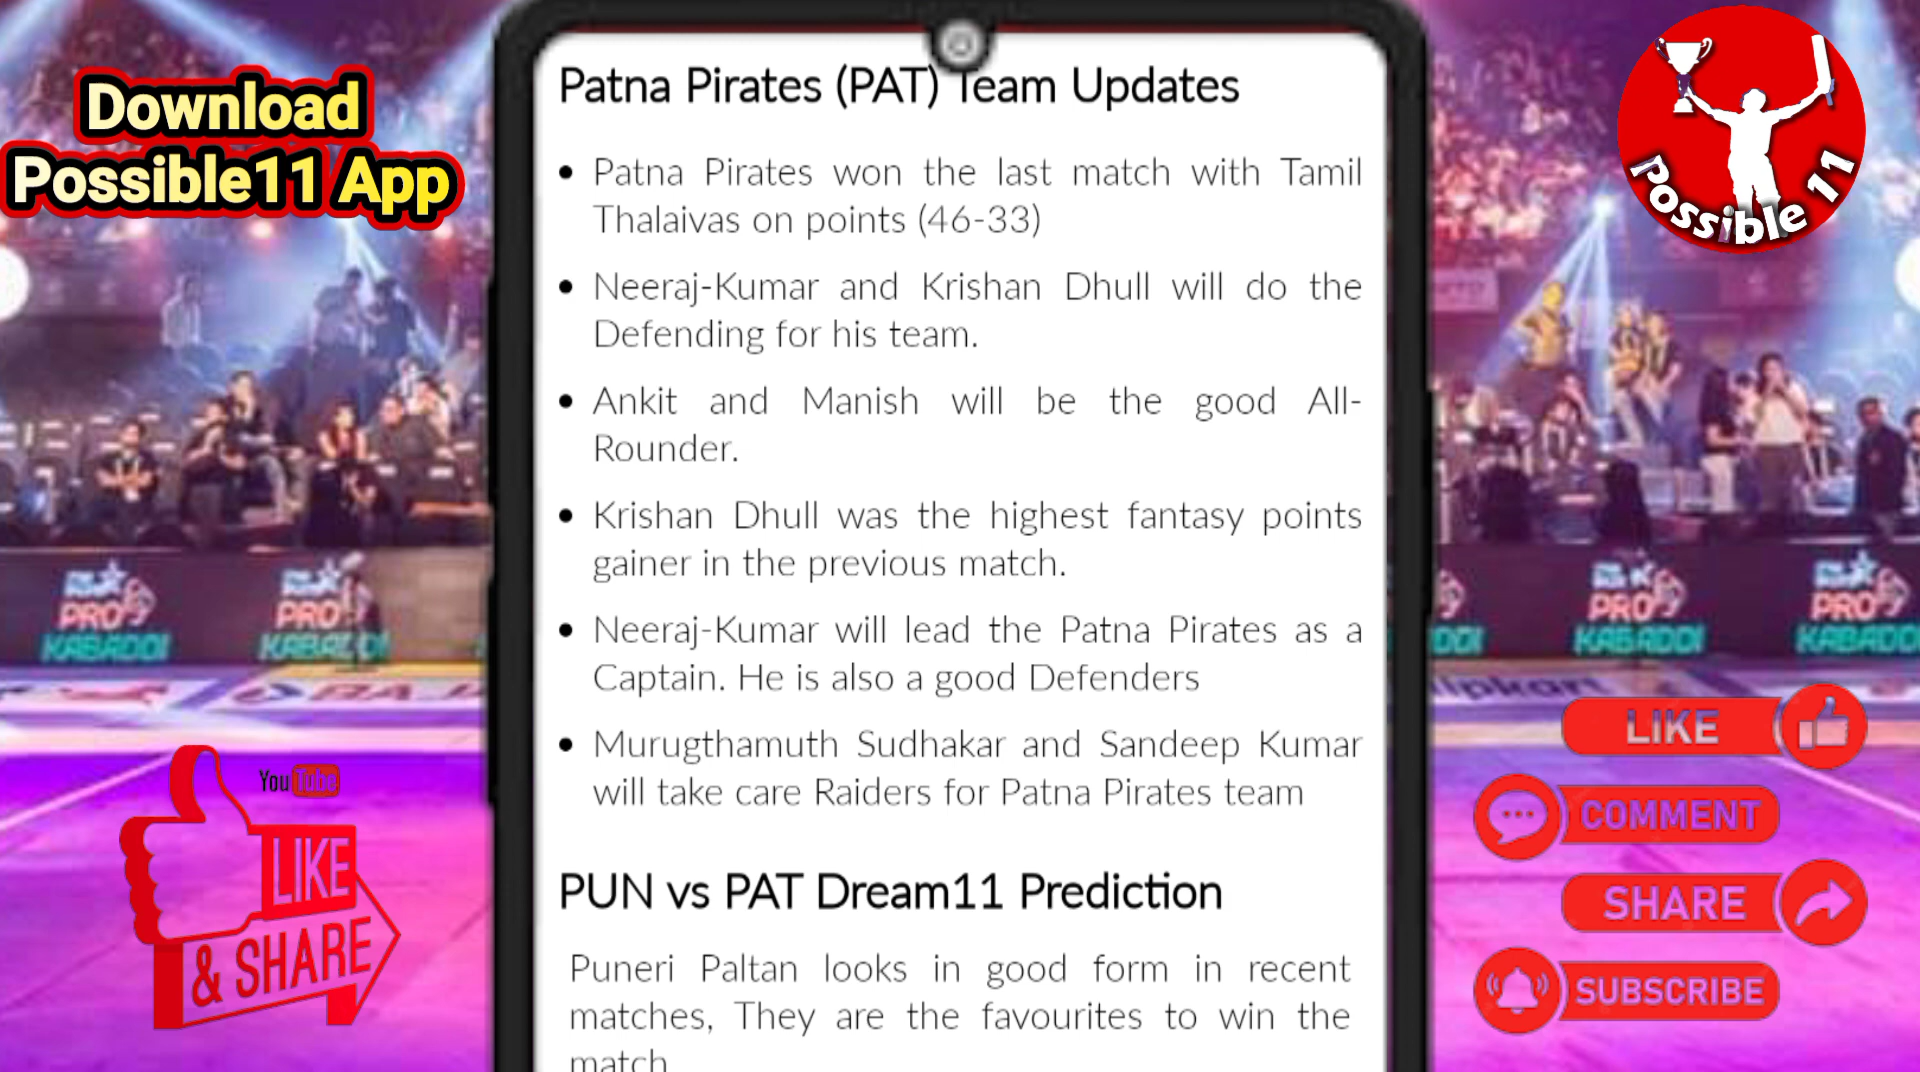 Download
Possible11 App
Patna Pirates (PAT) Team Updates
• Patna Pirates won the last match with Tamil
Thalaivas on points (46-33)
• Neeraj-Kumar and Krishan Dhull will do the
Defending for his team.
• Ankit and Manish will be the good All-
Rounder.
• Krishan Dhull was the highest fantasy points
gainer in the previous match.
• Neeraj-Kumar will lead the Patna Pirates as a
Captain. He is also a good Defenders
• Murugthamuth Sudhakar and Sandeep Kumar
will take care Raiders for Patna Pirates team
PUN vs PAT Dream11 Prediction
Puneri Paltan looks in good form in recent
matches, They are the favourites to win the
match
Possible 11
PRO
KABADDI
PRO
KABADDI
PRO
KABADDI
PRO
KABADDI
YouTube
LIKE
& SHARE
LIKE
COMMENT
SHARE
SUBSCRIBE